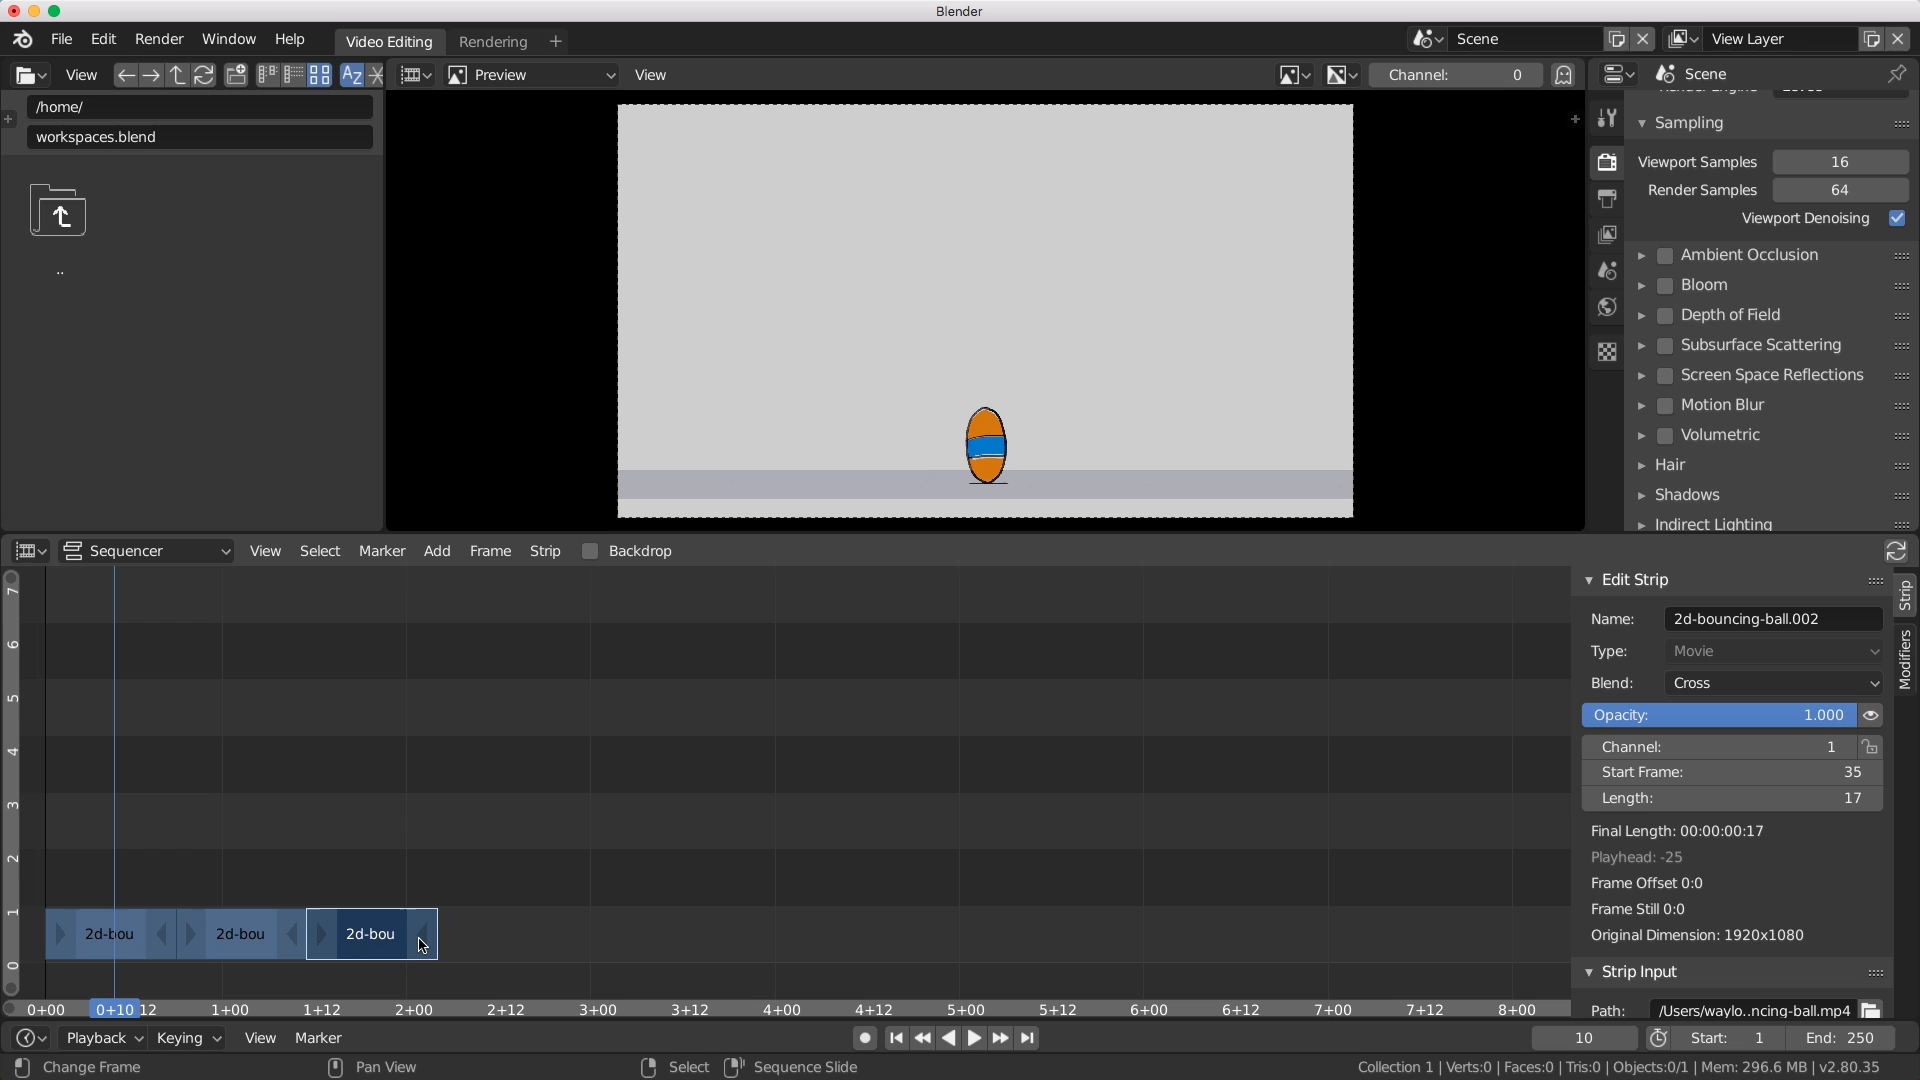 Blender
File Edit Render Window Help Video Editing Rendering + Scene View Layer
View Preview View Channel: 0 Scene
/home/
workspaces.blend
..
Sampling
Viewport Samples 16
Render Samples 64
Viewport Denoising
Ambient Occlusion
Bloom
Depth of Field
Subsurface Scattering
Screen Space Reflections
Motion Blur
Volumetric
Hair
Shadows
Indirect Lighting
Sequencer View Select Marker Add Frame Strip Backdrop
7
6
5
4
3
2
1
0
2d-bou 2d-bou 2d-bou
0+00 0+10 12 1+00 1+12 2+00 2+12 3+00 3+12 4+00 4+12 5+00 5+12 6+00 6+12 7+00 7+12 8+00
Edit Strip
Name: 2d-bouncing-ball.002
Type: Movie
Blend: Cross
Opacity: 1.000
Channel: 1
Start Frame: 35
Length: 17
Final Length: 00:00:00:17
Playhead: -25
Frame Offset 0:0
Frame Still 0:0
Original Dimension: 1920x1080
Strip Input
Path: /Users/waylo..ncing-ball.mp4
Strip
Modifiers
Playback Keying View Marker 10 Start: 1 End: 250
Change Frame Pan View Select Sequence Slide Collection 1 | Verts:0 | Faces:0 | Tris:0 | Objects:0/1 | Mem: 296.6 MB | v2.80.35